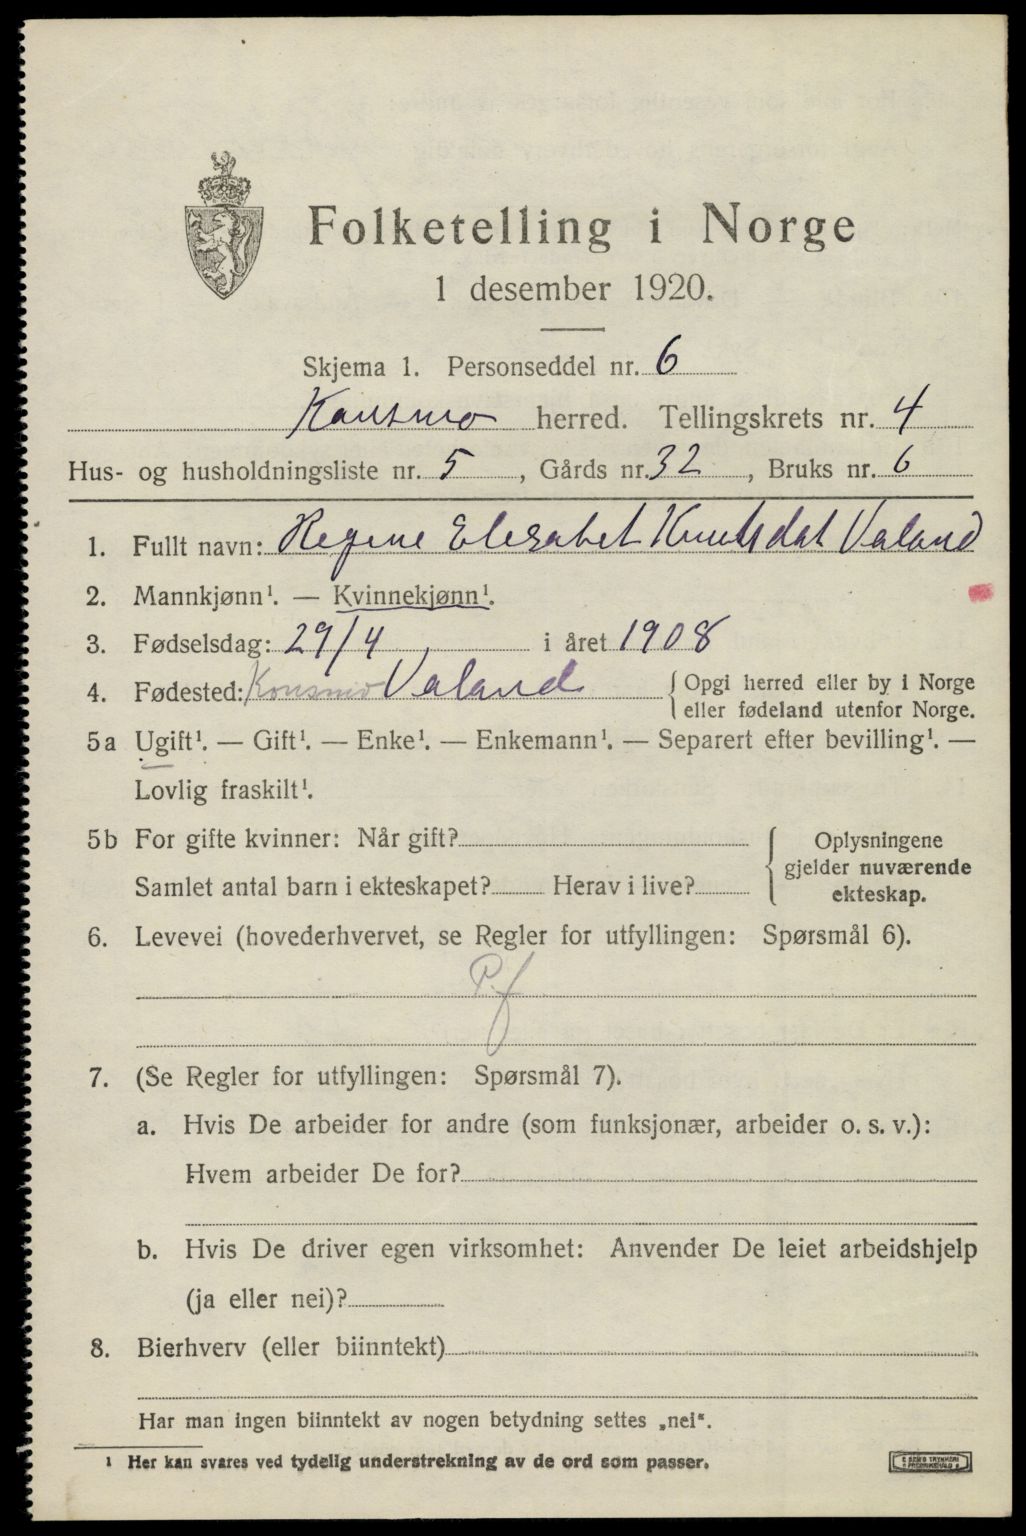 Folketelling i Norge
1 desember 1920.
Skjema 1. Personseddel nr. 6
Konsmo herred. Tellingskrets nr. 4
Hus- og husholdningsliste nr. 5, Gårds nr. 32, Bruks nr. 6
1. Fullt navn: Regine Elesabet Knutsdat Valand
2. Mannkjønn¹. — Kvinnekjønn¹.
3. Fødselsdag: 29/4 i året 1908
4. Fødested: Konsmo Valand { Opgi herred eller by i Norge
eller fødeland utenfor Norge.
5a Ugift¹. — Gift¹. — Enke¹. — Enkemann¹. — Separert efter bevilling¹. —
Lovlig fraskilt¹.
5b For gifte kvinner: Når gift?
Samlet antal barn i ekteskapet? Herav i live?
{ Oplysningene
gjelder nuværende
ekteskap.
6. Levevei (hovederhvervet, se Regler for utfyllingen: Spørsmål 6).
P.f
7. (Se Regler for utfyllingen: Spørsmål 7).
a. Hvis De arbeider for andre (som funksjonær, arbeider o. s. v.):
Hvem arbeider De for?
b. Hvis De driver egen virksomhet: Anvender De leiet arbeidshjelp
(ja eller nei)?
8. Bierhverv (eller biinntekt)
Har man ingen biinntekt av nogen betydning settes „nei“.
¹ Her kan svares ved tydelig understrekning av de ord som passer.